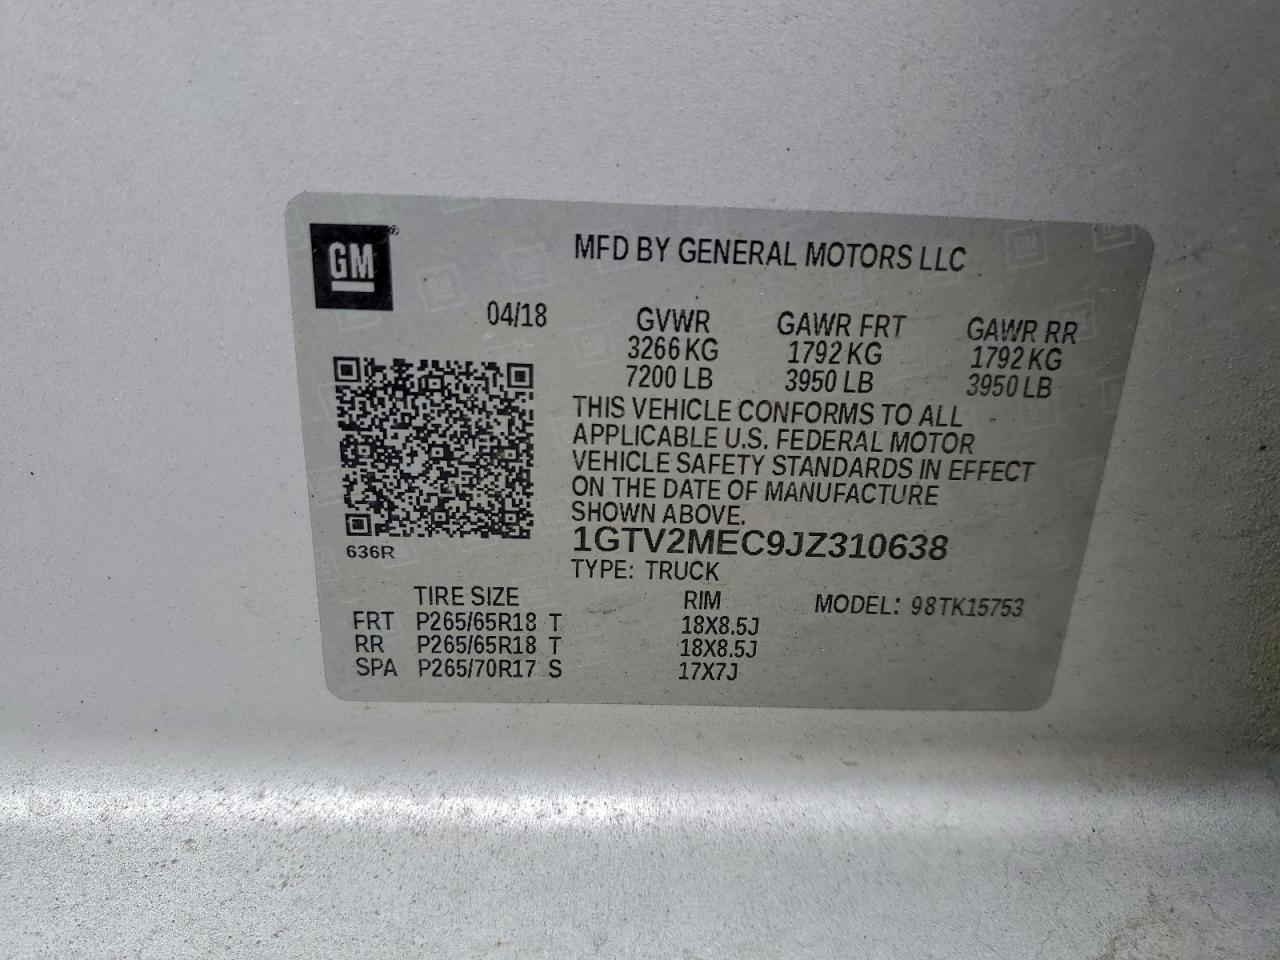 GM®
MFD BY GENERAL MOTORS LLC
04/18 GVWR GAWR FRT GAWR RR
3266 KG 1792 KG 1792 KG
7200 LB 3950 LB 3950 LB
THIS VEHICLE CONFORMS TO ALL
APPLICABLE U.S. FEDERAL MOTOR
VEHICLE SAFETY STANDARDS IN EFFECT
ON THE DATE OF MANUFACTURE
SHOWN ABOVE.
1GTV2MEC9JZ310638
636R
TYPE: TRUCK
TIRE SIZE RIM MODEL: 98TK15753
FRT P265/65R18 T 18X8.5J
RR P265/65R18 T 18X8.5J
SPA P265/70R17 S 17X7J